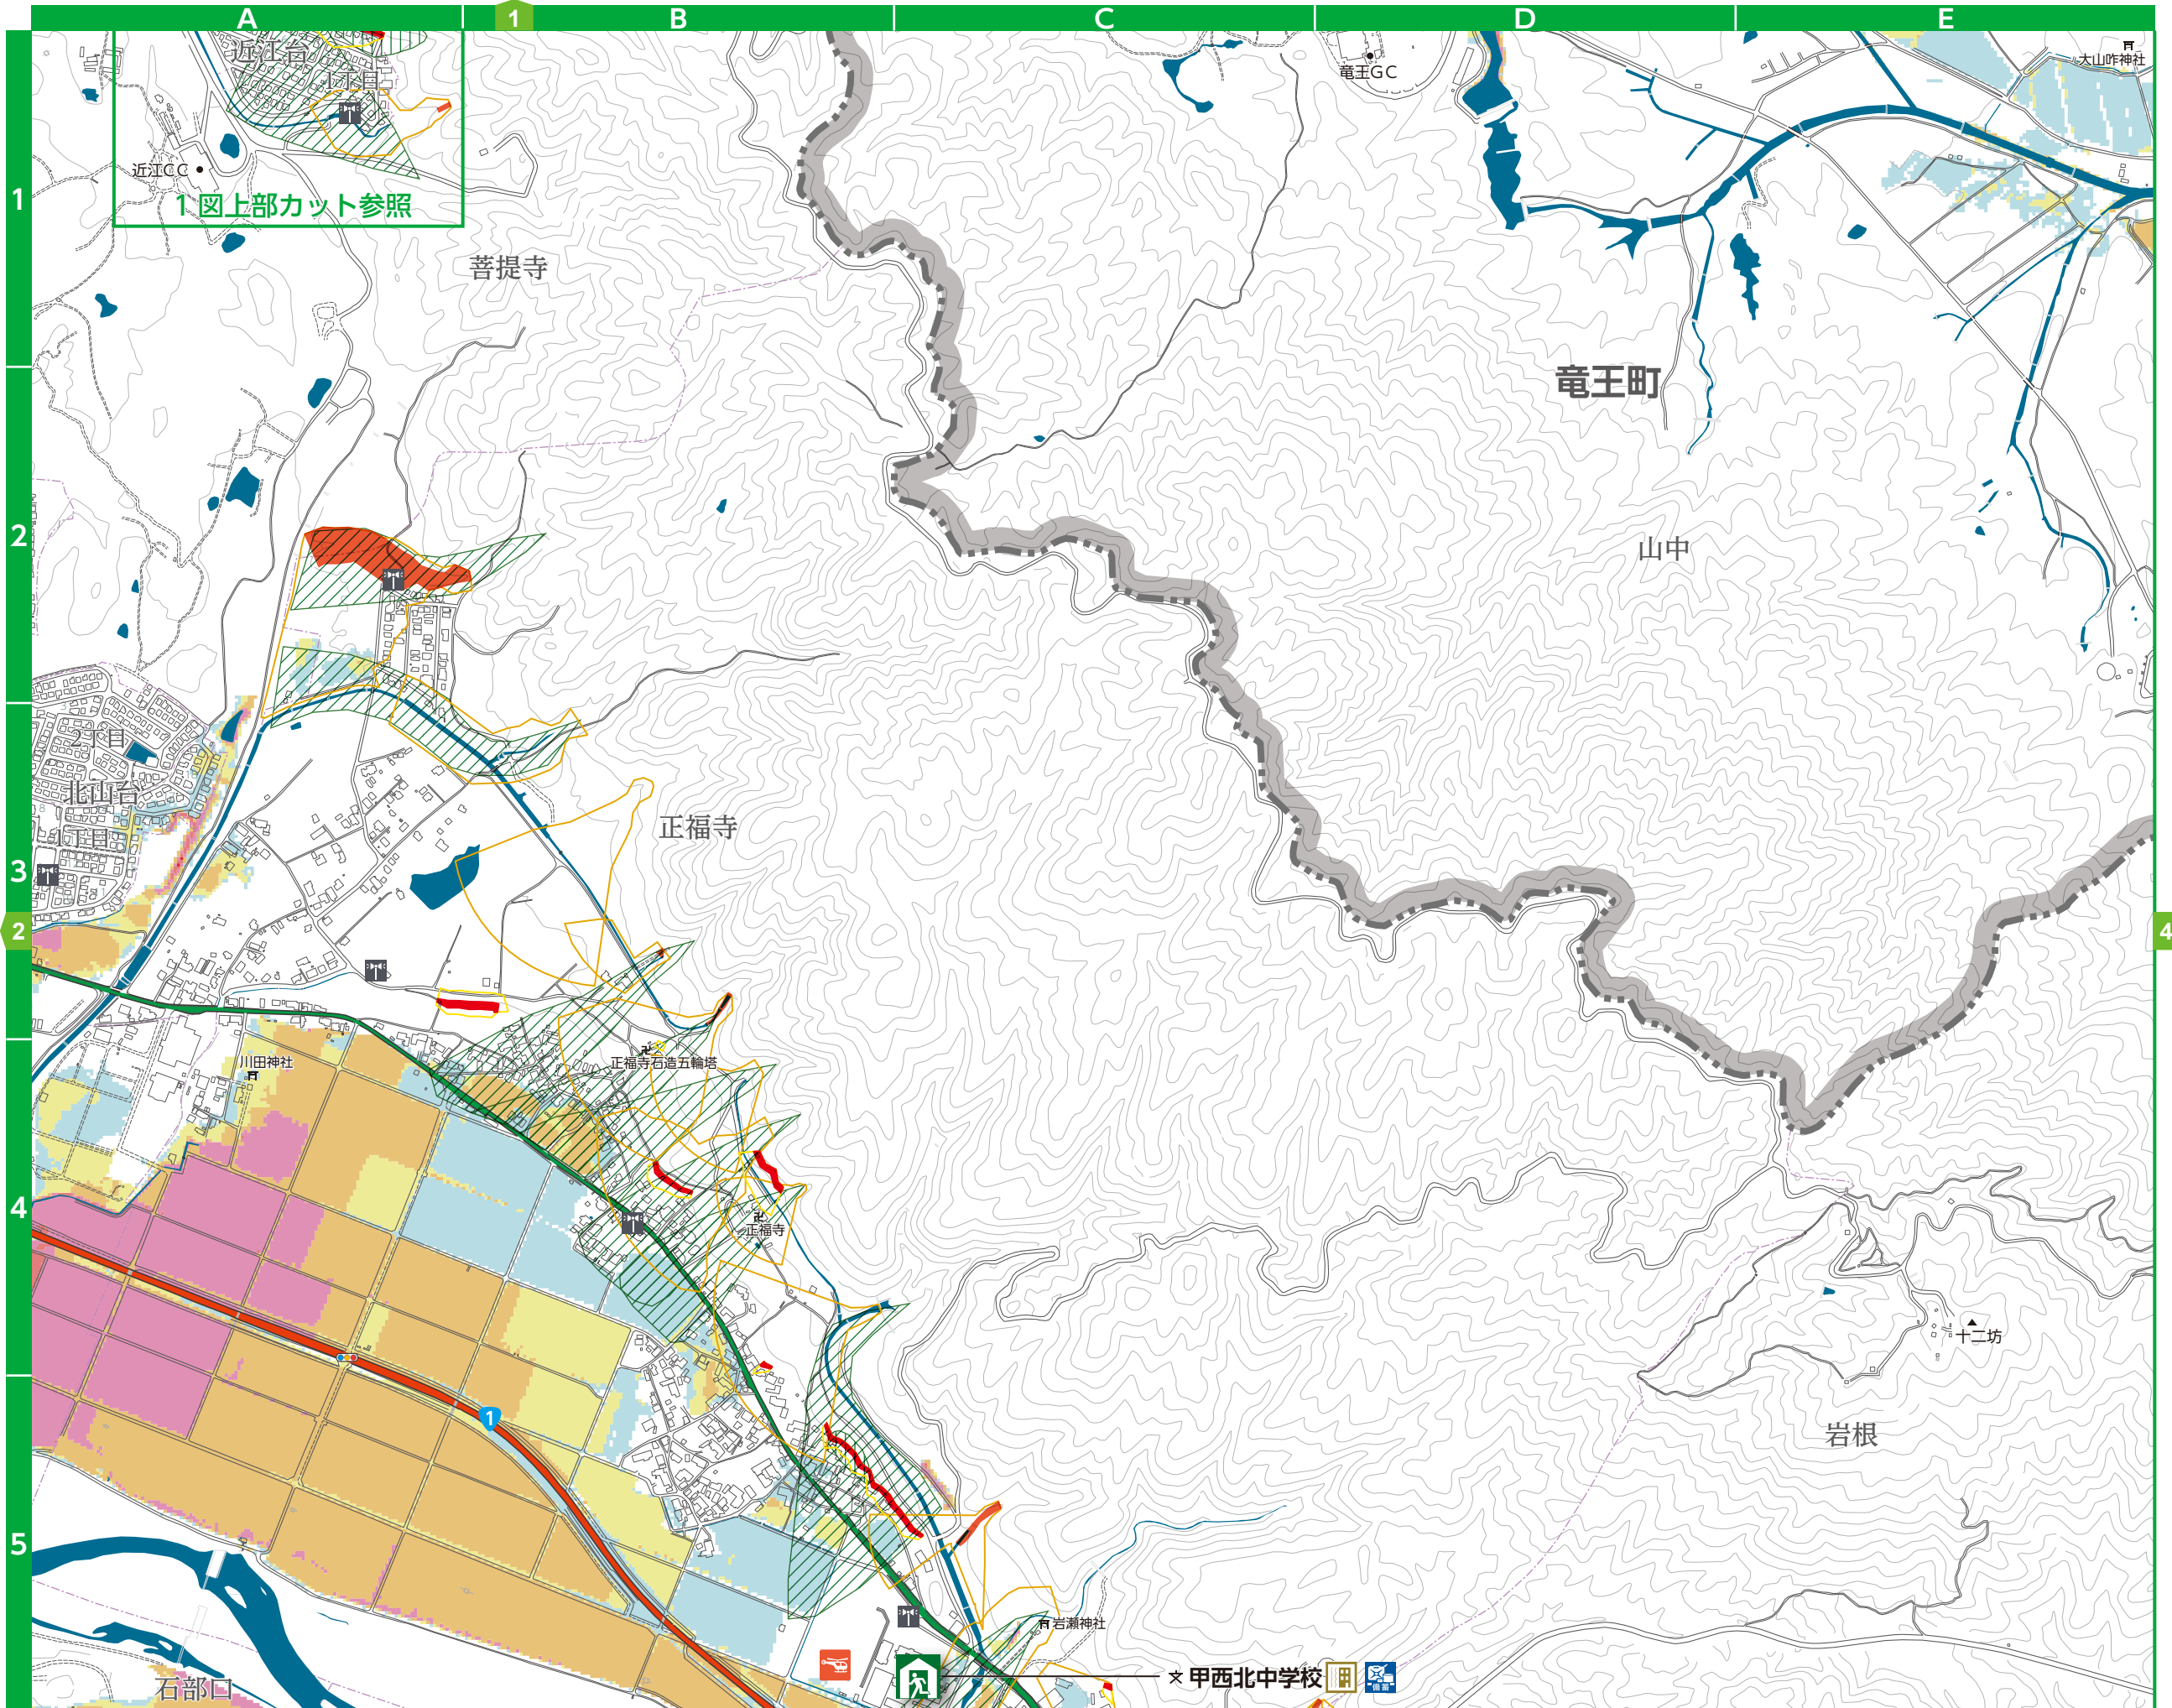 A
1
B
C
D
E
近江台
1丁目
近江CC
1図上部カット参照
竜王GC
大山咋神社
1
菩提寺
竜王町
2
山中
2丁目
北山台
1丁目
正福寺
3
2
4
川田神社
正福寺石造五輪塔
4
正福寺
十二坊
1
岩根
5
岩瀬神社
石部口
文 甲西北中学校
備蓄